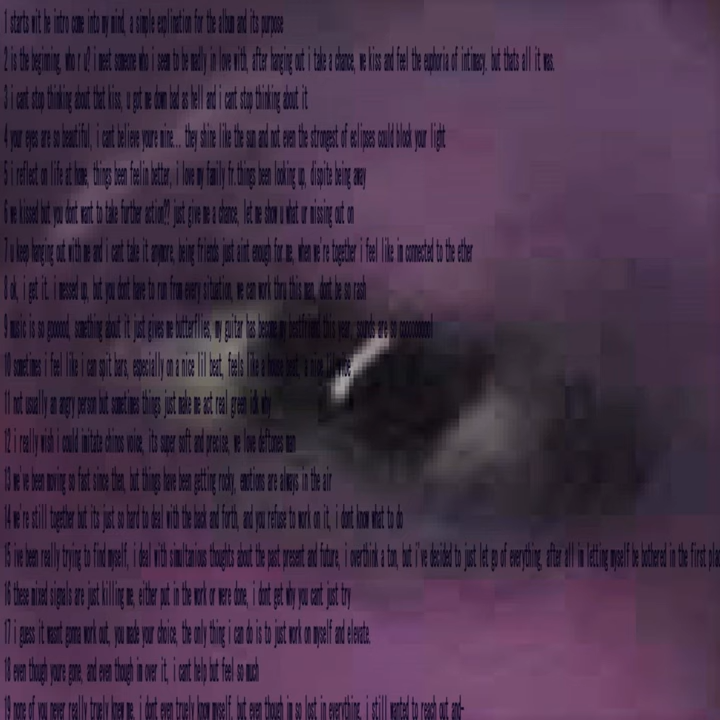 1 starts wit he intro come into my mind, a simple explination for the album and its purpose
2 is the beginning, who r u? i meet someone who i seem to be madly in love with, after hanging out i take a chance, we kiss and feel the euphoria of intimacy. but thats all it was.
3 i cant stop thinking about that kiss, u got me down bad as hell and i cant stop thinking about it
4 your eyes are so beautiful, i cant believe youre mine... they shine like the sun and not even the strongest of eclipses could block your light
5 i reflect on life at home, things been feelin better, i love my family fr. things been looking up, dispite being away
6 we kissed but you dont want to take further action?? just give me a chance, let me show u what ur missing out on
7 u keep hanging out with me and i cant take it anymore, being friends just aint enough for me, when we're together i feel like im connected to the ether
8 ok, i get it. i messed up, but you dont have to run from every situation, we can work thru this man, dont be so rash
9 music is so gooood, something about it just gives me butterflies, my guitar has become my bestfriend this year, sounds are so
10 sometimes i feel like i can spit bars, especially on a nice lil beat, feels like a house beat, a nice lil vibe
11 not usually an angry person but sometimes things just make me act real green idk why
12 i really wish i could imitate chinos voice, its super soft and precise, we love deftones man
13 we've been moving so fast since then, but things have been getting rocky, emotions are always in the air
14 we're still together but its just so hard to deal with the back and forth, and you refuse to work on it, i dont know what to do
15 ive been really trying to find myself, i deal with simultanious thoughts about the past present and future, i overthink a ton, but i've decided to just let go of everything, after all im letting myself be bothered in the first pla
16 these mixed signals are just killing me, either put in the work or were done, i dont get why you cant just try
17 i guess it wasnt gonna work out, you made your choice, the only thing i can do is to just work on myself and elevate.
18 even though youre gone, and even though im over it, i cant help but feel so much
19 none of you never really truely knew me, i dont even truely know myself, but even though im so lost in everything, i still wanted to reach out and-